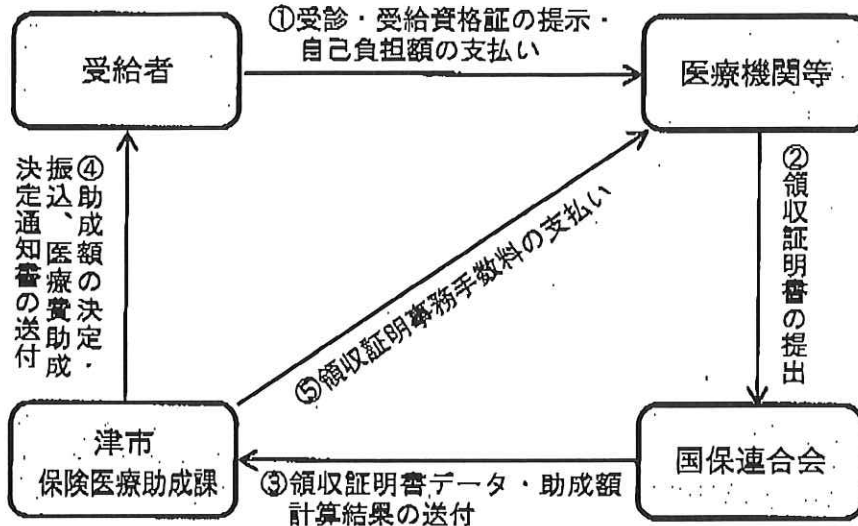 ①受診・受給資格証の提示・
自己負担額の支払い
受給者
医療機関等
④助成額の決定・
振込、医療費助成
決定通知書の送付
②領収証明書の提出
⑤領収証明事務手数料の支払い
津市
保険医療助成課
国保連合会
③領収証明書データ・助成額
計算結果の送付